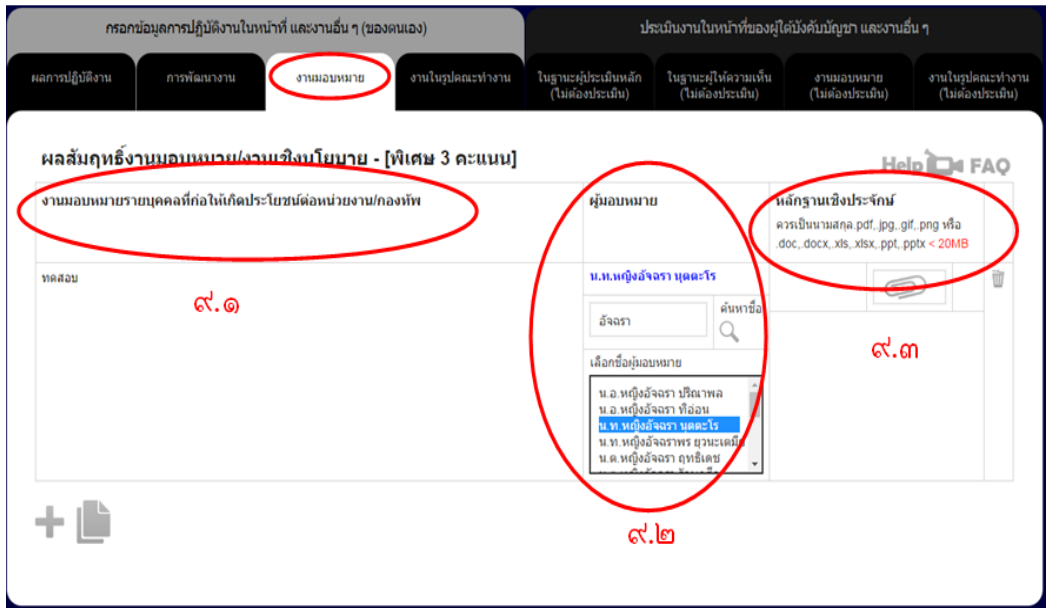 กรอกข้อมูลการปฏิบัติงานในหน้าที่ และงานอื่น ๆ (ของตนเอง)
ประเมินงานในหน้าที่ของผู้ใต้บังคับบัญชา และงานอื่น ๆ
ผลการปฏิบัติงาน
การพัฒนางาน
งานมอบหมาย
งานในรูปคณะทำงาน
ในฐานะผู้ประเมินหลัก
(ไม่ต้องประเมิน)
ในฐานะผู้ให้ความเห็น
(ไม่ต้องประเมิน)
งานมอบหมาย
(ไม่ต้องประเมิน)
งานในรูปคณะทำงาน
(ไม่ต้องประเมิน)
ผลสัมฤทธิ์งานมอบหมาย/งานเชิงนโยบาย - [พิเศษ 3 คะแนน]
Help FAQ
งานมอบหมายรายบุคคลที่ก่อให้เกิดประโยชน์ต่อหน่วยงาน/กองทัพ
ผู้มอบหมาย
หลักฐานเชิงประจักษ์
ควรเป็นนามสกุล.pdf,.jpg,.gif,.png หรือ
.doc,.docx,.xls,.xlsx,.ppt,.pptx < 20MB
ทดสอบ
น.ท.หญิงอัจฉรา นุตตะโร
อัจฉรา
ค้นหาชื่อ
เลือกชื่อผู้มอบหมาย
น.อ.หญิงอัจฉรา ปริณาพล
น.อ.หญิงอัจฉรา ทิอ่อน
น.ท.หญิงอัจฉรา นุตตะโร
น.ท.หญิงอัจฉราพร ยุวนะเตมีย์
น.ต.หญิงอัจฉรา ฤทธิเดช
๙.๑
๙.๒
๙.๓